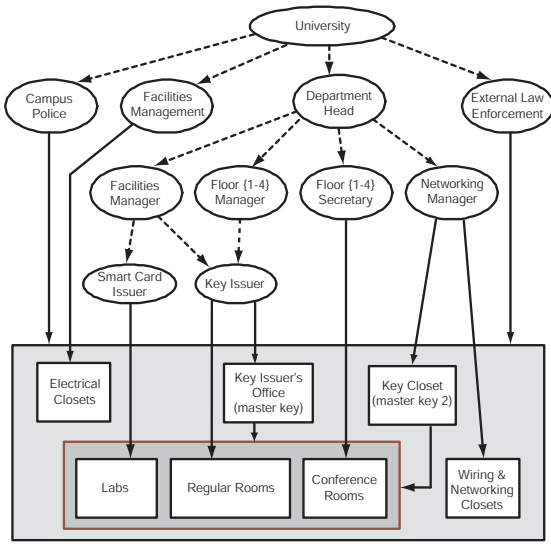 University
Campus
Police
Facilities
Management
Department
Head
External Law
Enforcement
Facilities
Manager
Floor {1-4}
Manager
Floor {1-4}
Secretary
Networking
Manager
Smart Card
Issuer
Key Issuer
Electrical
Closets
Key Issuer's
Office
(master key)
Key Closet
(master key 2)
Labs
Regular Rooms
Conference
Rooms
Wiring &
Networking
Closets